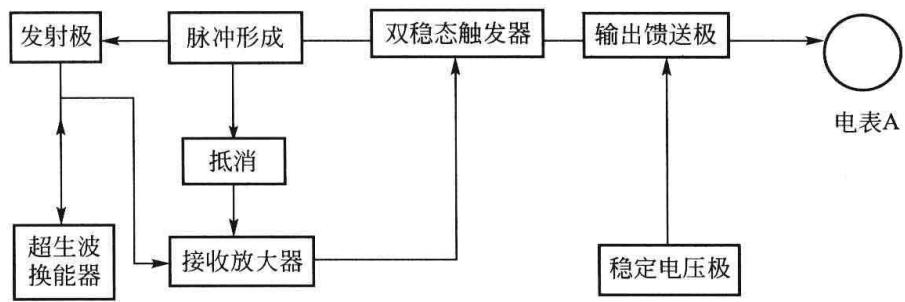 发射极
脉冲形成
双稳态触发器
输出馈送极
电表A
抵消
超生波
换能器
接收放大器
稳定电压极